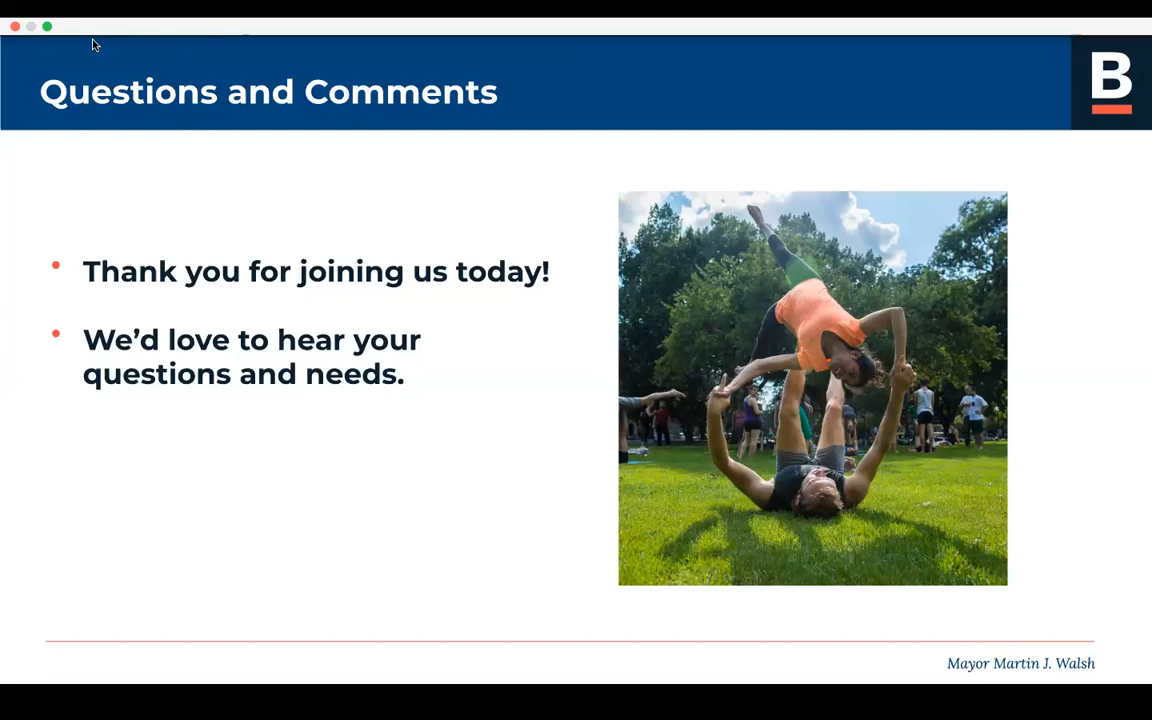 Questions and Comments
B
Thank you for joining us today!
We’d love to hear your
questions and needs.
Mayor Martin J. Walsh